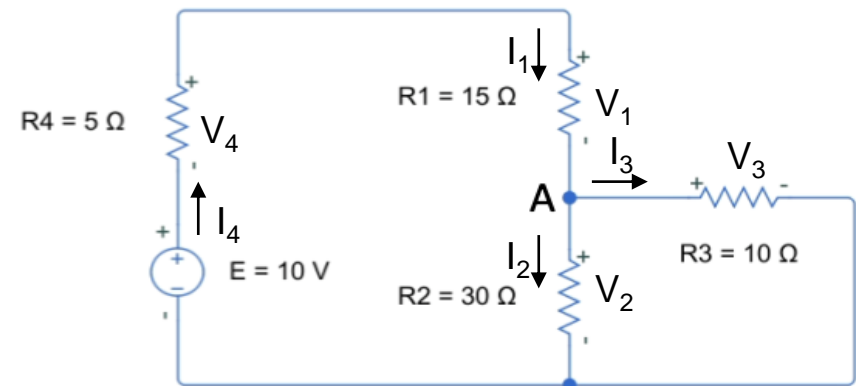 I₁
R1 = 15 Ω
V₁
R4 = 5 Ω
V₄
I₃
V₃
A
I₄
R3 = 10 Ω
E = 10 V
I₂
R2 = 30 Ω
V₂
+
-
+
-
+
-
+
-
+
-
+
−